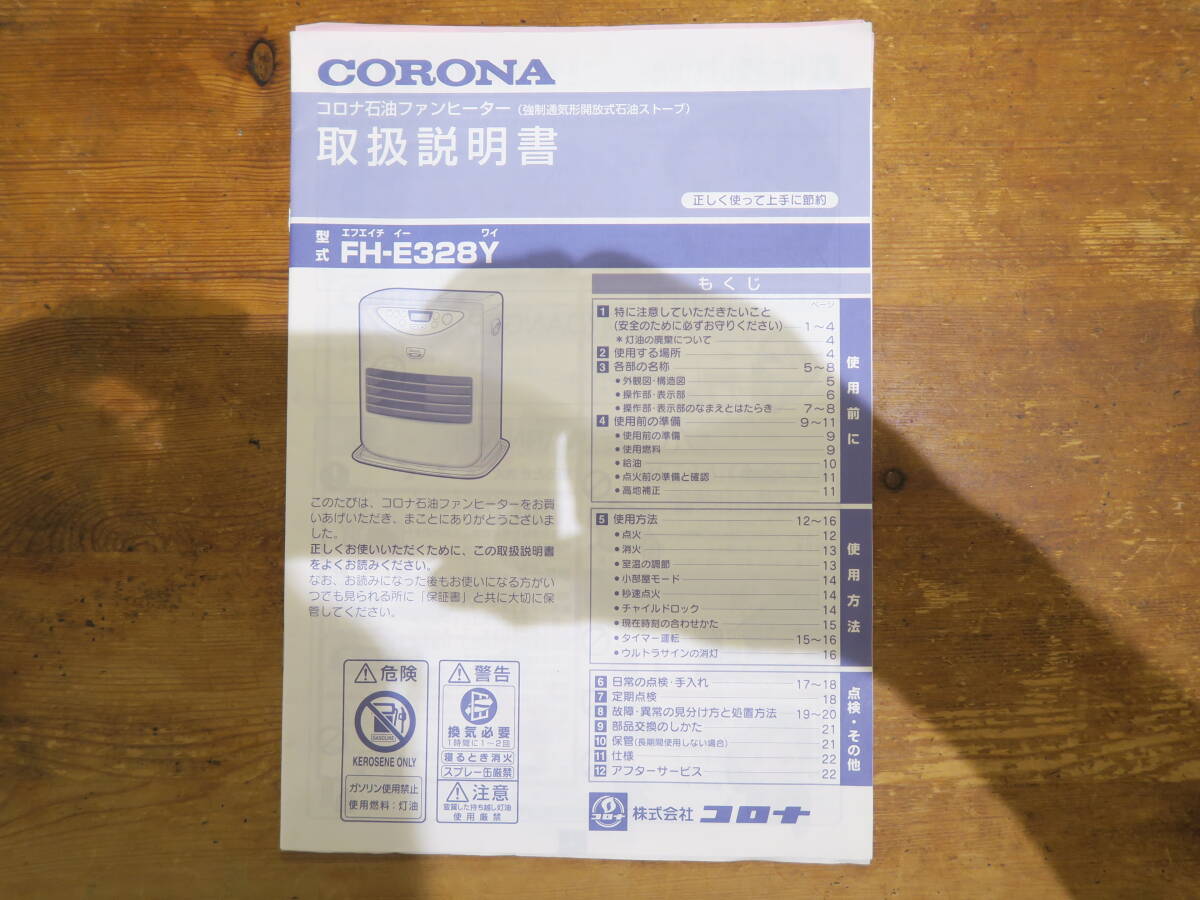 CORONA
コロナ石油ファンヒーター（強制通気形開放式石油ストーブ）
取扱説明書
正しく使って上手に節約
型式
エフエイチ イー ワイ
FH-E328Y
もくじ
ページ
1 特に注意していただきたいこと
（安全のために必ずお守りください） 1～4
＊灯油の廃棄について 4
2 使用する場所 4
3 各部の名称 5～8
●外観図・構造図 5
●操作部・表示部 6
●操作部・表示部のなまえとはたらき 7～8
4 使用前の準備 9～11
●使用前の準備 9
●使用燃料 9
●給油 10
●点火前の準備と確認 11
●高地補正 11
使用前に
5 使用方法 12～16
●点火 12
●消火 13
●室温の調節 13
●小部屋モード 14
●秒速点火 14
●チャイルドロック 14
●現在時刻の合わせかた 15
●タイマー運転 15～16
●ウルトラサインの消灯 16
使用方法
6 日常の点検・手入れ 17～18
7 定期点検 18
8 故障・異常の見分け方と処置方法 19～20
9 部品交換のしかた 21
10 保管（長期間使用しない場合） 21
11 仕様 22
12 アフターサービス 22
点検・その他
このたびは、コロナ石油ファンヒーターをお買
いあげいただき、まことにありがとうございま
した。
正しくお使いいただくために、この取扱説明書
をよくお読みください。
なお、お読みになった後もお使いになる方がい
つでも見られる所に「保証書」と共に大切に保
管してください。
危険
GASOLINE
KEROSENE ONLY
ガソリン使用禁止
使用燃料：灯油
警告
換気必要
1時間に1～2回
寝るとき消火
スプレー缶厳禁
注意
変質した持ち越し灯油
使用厳禁
コロナ
株式会社 コロナ